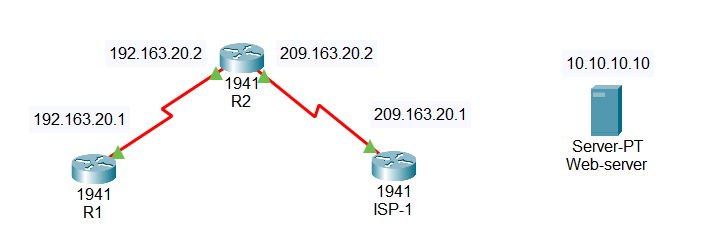 192.163.20.2
209.163.20.2
1941
R2
10.10.10.10
192.163.20.1
209.163.20.1
Server-PT
Web-server
1941
R1
1941
ISP-1